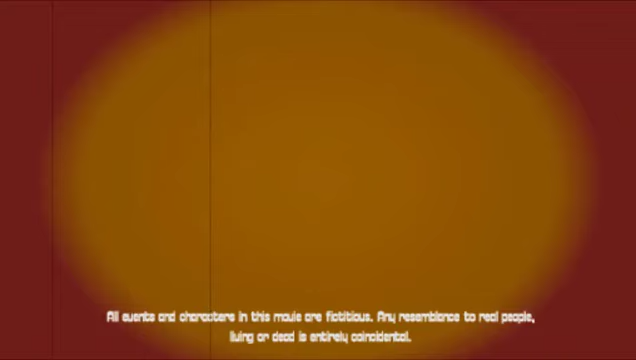 All events and characters in this movie are fictitious. Any resemblance to real people,
living or dead is entirely coincidental.